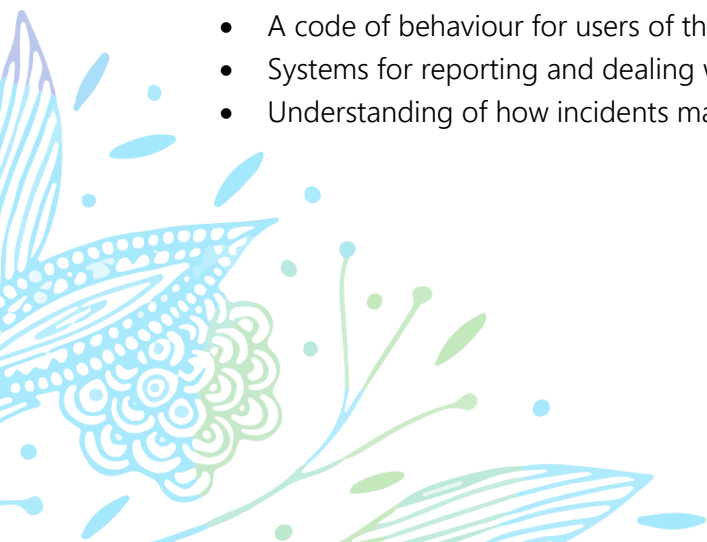 • A code of behaviour for users of
• Systems for reporting and dealing
• Understanding of how incidents